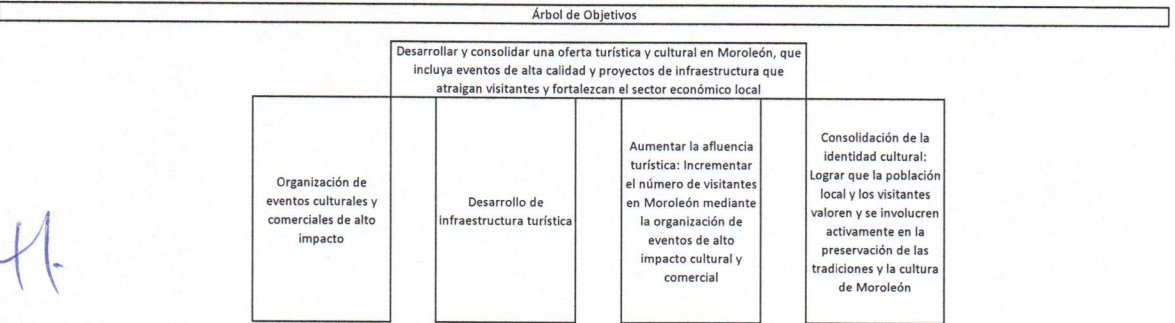 Árbol de Objetivos
Desarrollar y consolidar una oferta turística y cultural en Moroleón, que
incluya eventos de alta calidad y proyectos de infraestructura que
atraigan visitantes y fortalezcan el sector económico local
Organización de
eventos culturales y
comerciales de alto
impacto
Desarrollo de
infraestructura turística
Aumentar la afluencia
turística: Incrementar
el número de visitantes
en Moroleón mediante
la organización de
eventos de alto
impacto cultural y
comercial
Consolidación de la
identidad cultural:
Lograr que la población
local y los visitantes
valoren y se involucren
activamente en la
preservación de las
tradiciones y la cultura
de Moroleón